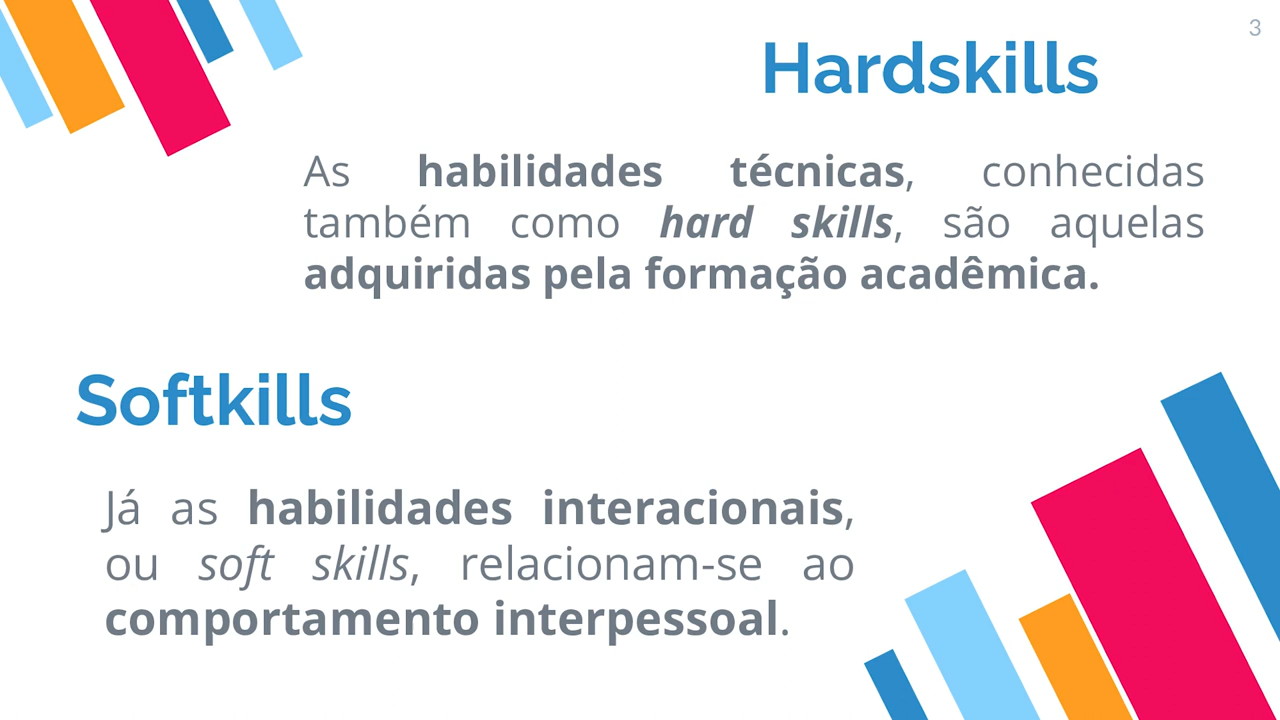 3
Hardskills
As habilidades técnicas, conhecidas
também como hard skills, são aquelas
adquiridas pela formação acadêmica.
Softkills
Já as habilidades interacionais,
ou soft skills, relacionam-se ao
comportamento interpessoal.